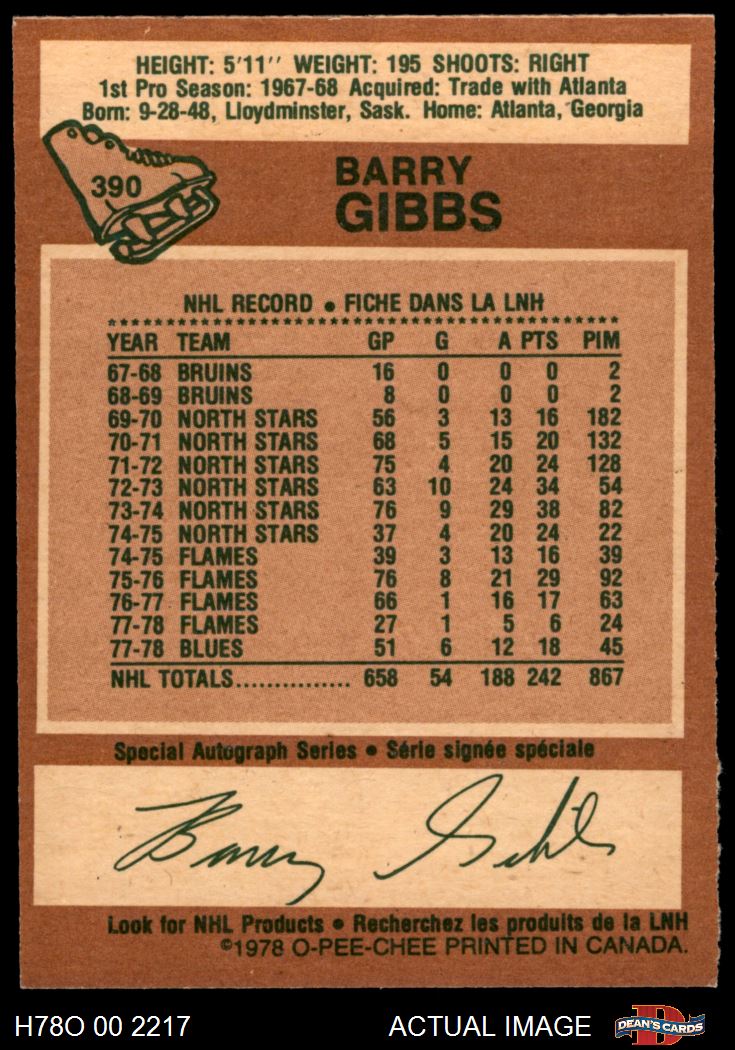 HEIGHT: 5'11'' WEIGHT: 195 SHOOTS: RIGHT
1st Pro Season: 1967-68 Acquired: Trade with Atlanta
Born: 9-28-48, Lloydminster, Sask. Home: Atlanta, Georgia
390
BARRY
GIBBS
NHL RECORD • FICHE DANS LA LNH
YEAR TEAM GP G A PTS PIM
67-68 BRUINS 16 0 0 0 2
68-69 BRUINS 8 0 0 0 2
69-70 NORTH STARS 56 3 13 16 182
70-71 NORTH STARS 68 5 15 20 132
71-72 NORTH STARS 75 4 20 24 128
72-73 NORTH STARS 63 10 24 34 54
73-74 NORTH STARS 76 9 29 38 82
74-75 NORTH STARS 37 4 20 24 22
74-75 FLAMES 39 3 13 16 39
75-76 FLAMES 76 8 21 29 92
76-77 FLAMES 66 1 16 17 63
77-78 FLAMES 27 1 5 6 24
77-78 BLUES 51 6 12 18 45
NHL TOTALS............... 658 54 188 242 867
Special Autograph Series • Série signée spéciale
Barry Gibbs
Look for NHL Products • Recherchez les produits de la LNH
©1978 O-PEE-CHEE PRINTED IN CANADA.
H78O 00 2217 ACTUAL IMAGE DEAN'S CARDS